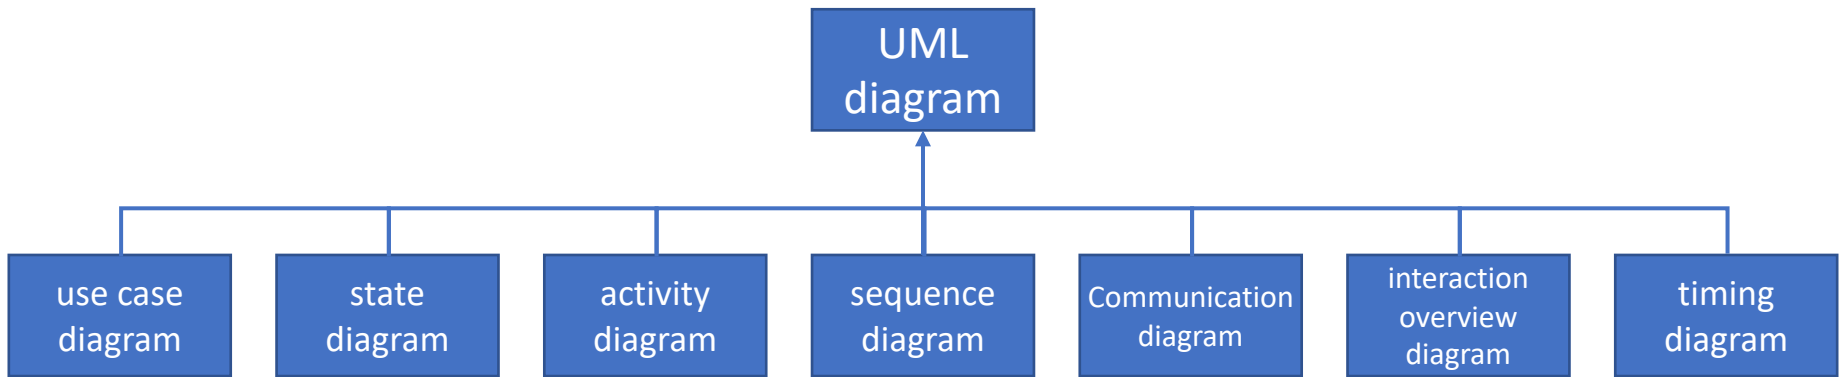 UML
diagram
use case
diagram
state
diagram
activity
diagram
sequence
diagram
Communication
diagram
interaction
overview
diagram
timing
diagram